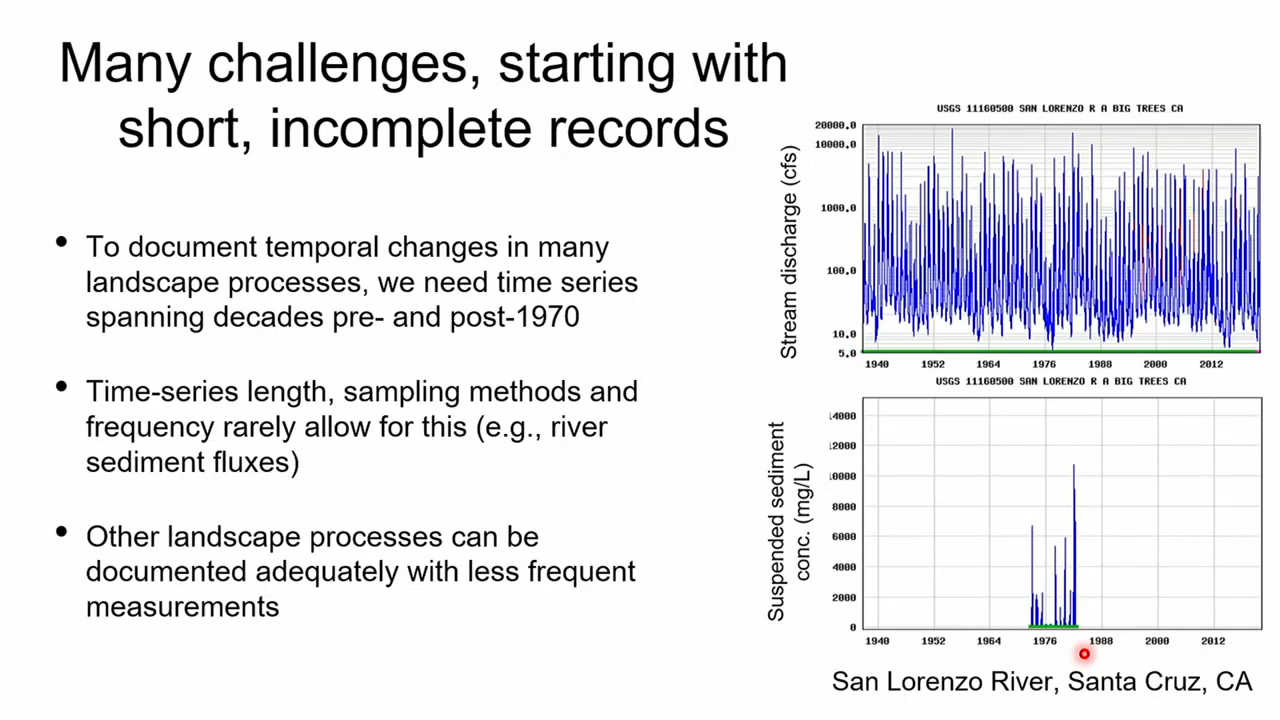 Many challenges, starting with
short, incomplete records
• To document temporal changes in many
landscape processes, we need time series
spanning decades pre- and post-1970
• Time-series length, sampling methods and
frequency rarely allow for this (e.g., river
sediment fluxes)
• Other landscape processes can be
documented adequately with less frequent
measurements
USGS 11160500 SAN LORENZO R A BIG TREES CA
Stream discharge (cfs)
20000.0
10000.0
1000.0
100.0
10.0
5.0
1940 1952 1964 1976 1988 2000 2012
USGS 11160500 SAN LORENZO R A BIG TREES CA
Suspended sediment
conc. (mg/L)
14000
12000
10000
8000
6000
4000
2000
0
1940 1952 1964 1976 1988 2000 2012
San Lorenzo River, Santa Cruz, CA